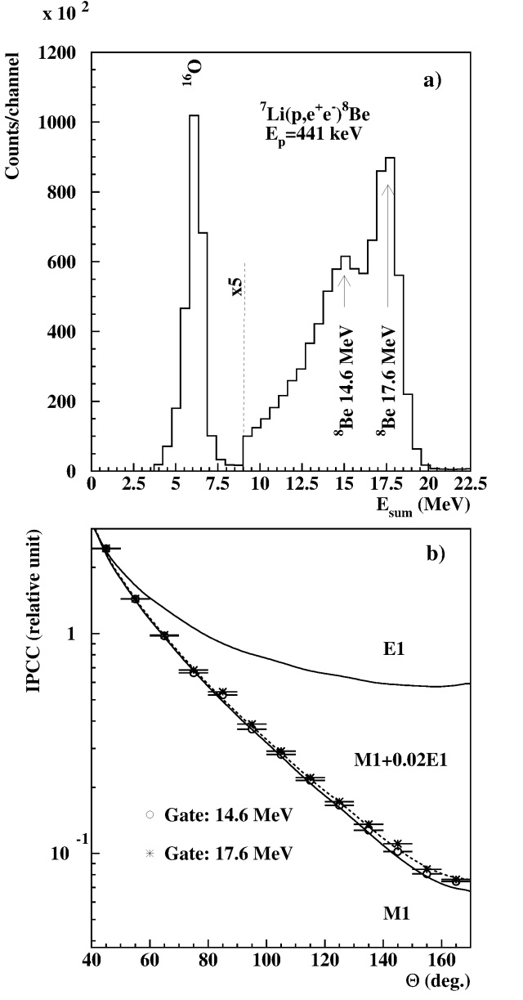 x 10 2
Counts/channel
1200
1000
800
600
400
200
0
16O
a)
7Li(p,e+e-)8Be
Ep=441 keV
x5
8Be 14.6 MeV
8Be 17.6 MeV
0 2.5 5 7.5 10 12.5 15 17.5 20 22.5
Esum (MeV)
b)
IPCC (relative unit)
1
10 -1
E1
M1+0.02E1
Gate: 14.6 MeV
Gate: 17.6 MeV
M1
40 60 80 100 120 140 160
Θ (deg.)